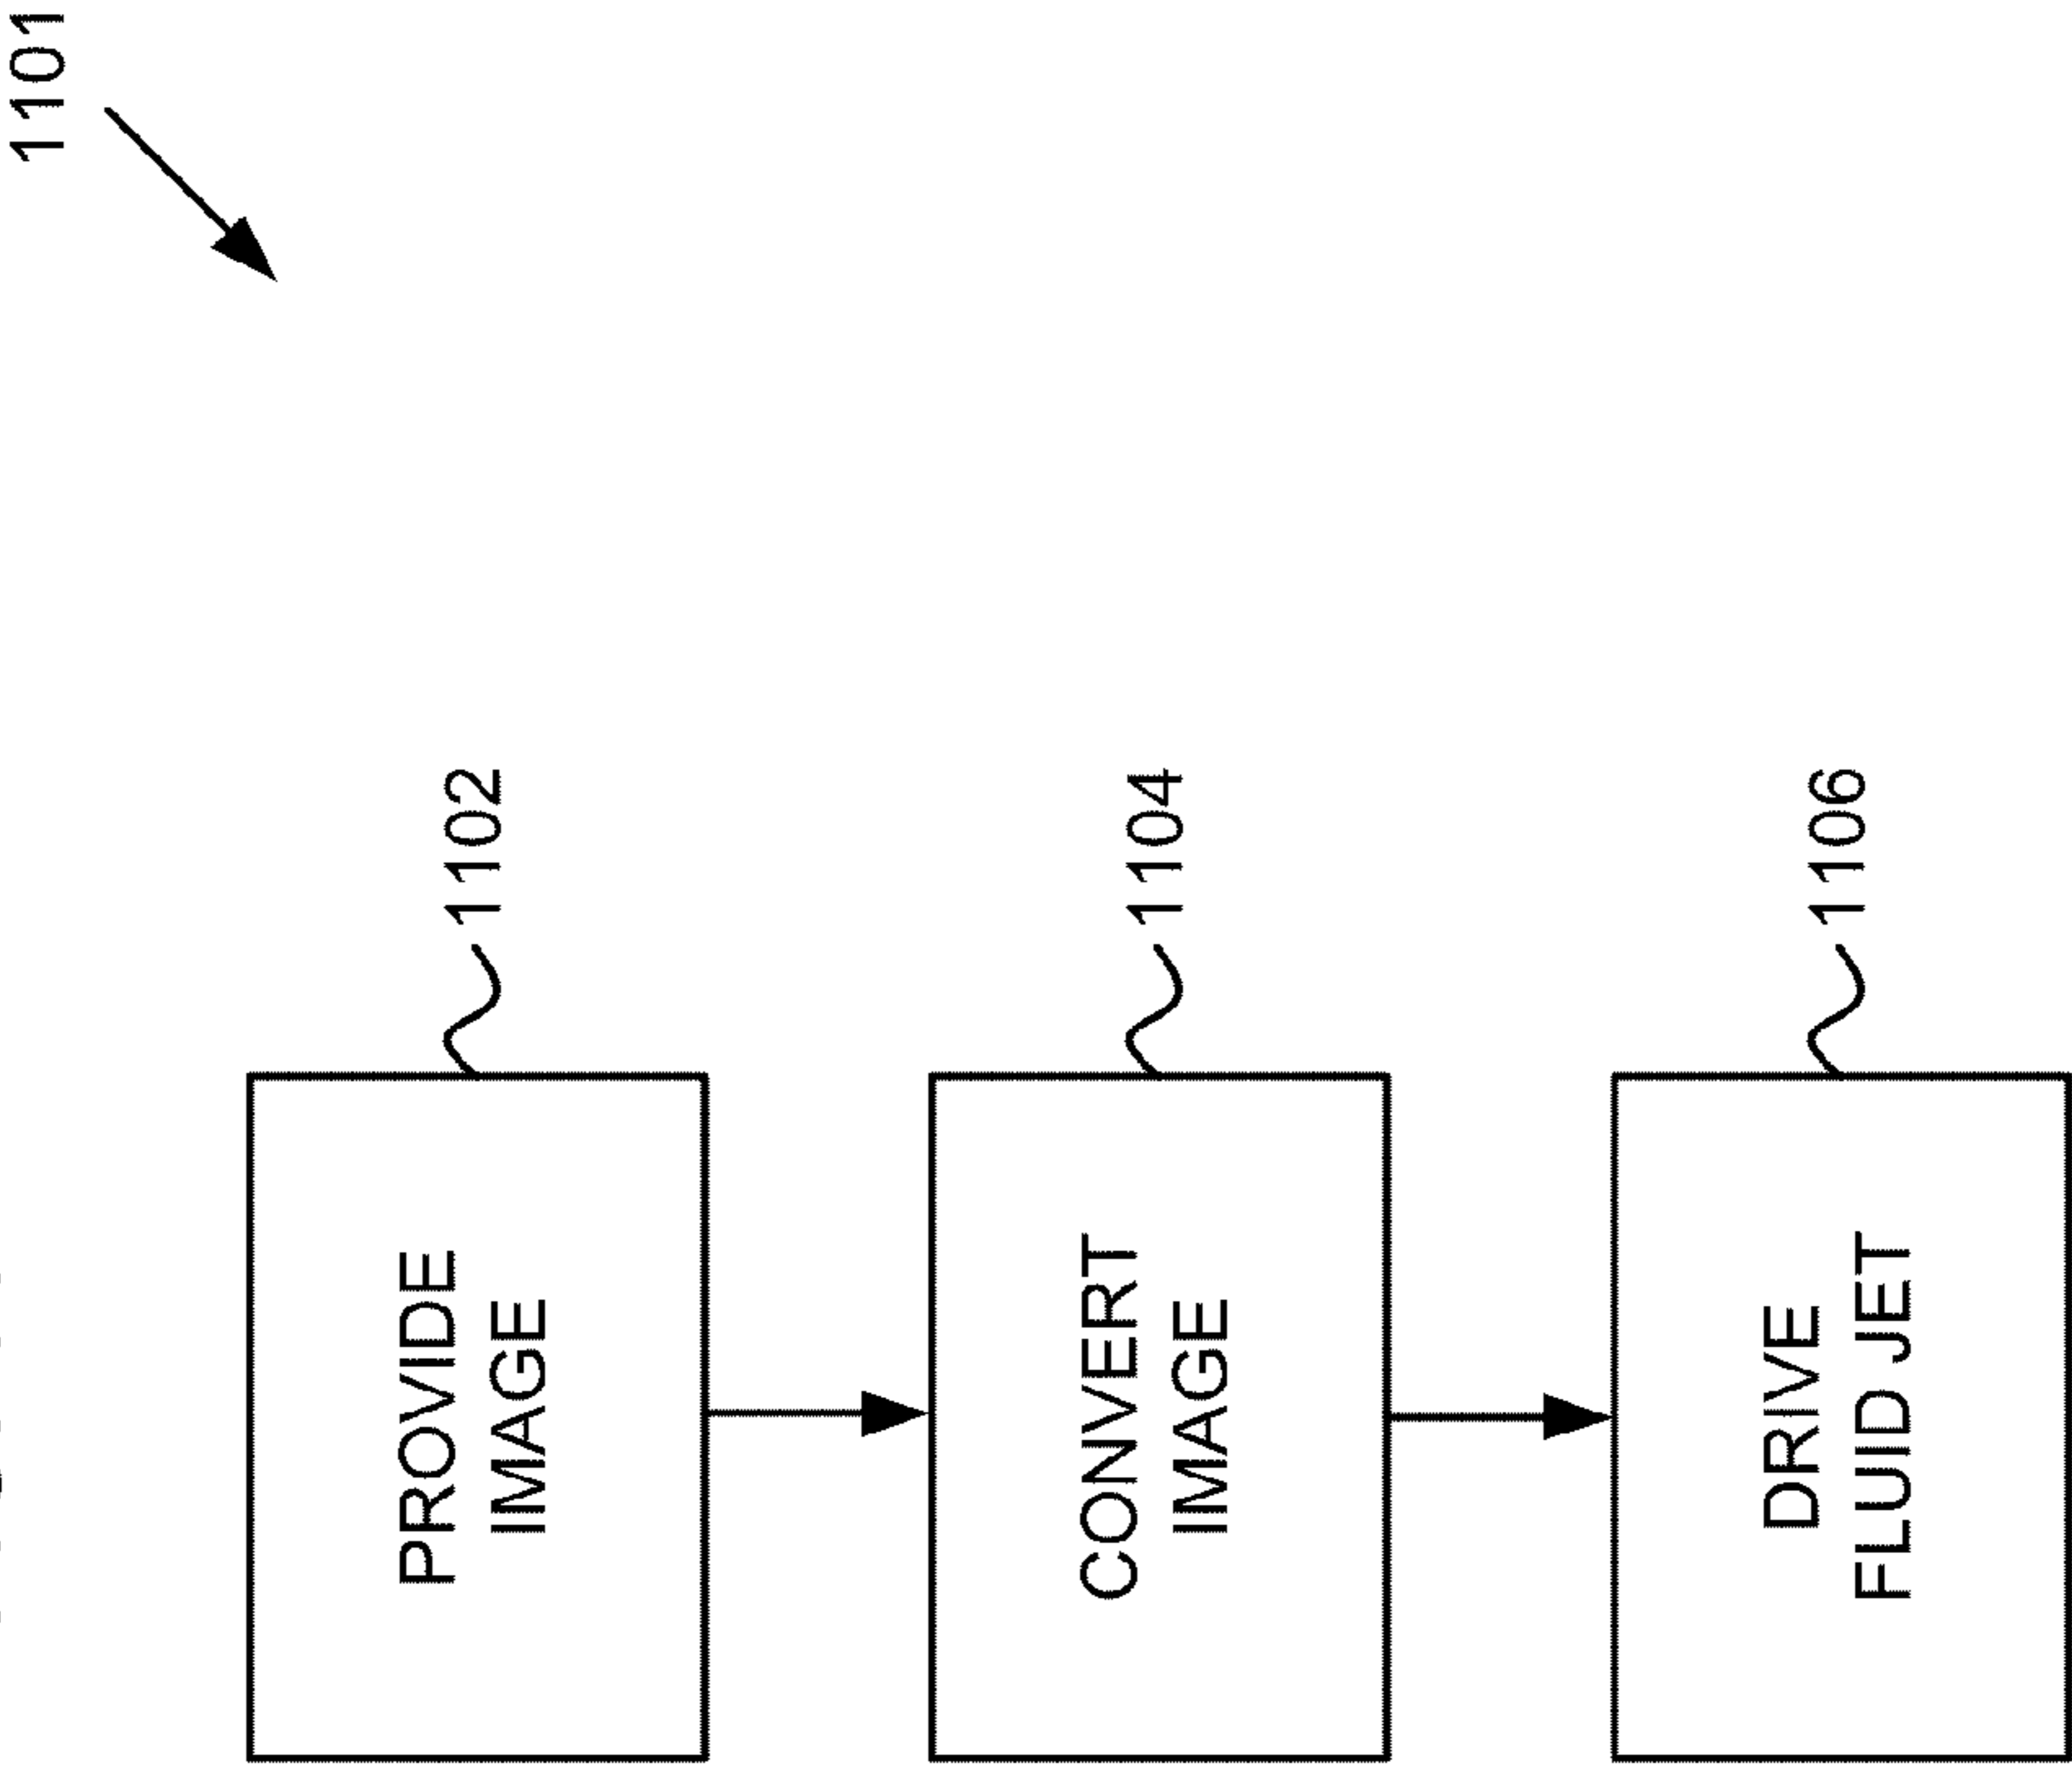 1101
PROVIDE
IMAGE
1102
CONVERT
IMAGE
1104
DRIVE
FLUID JET
1106